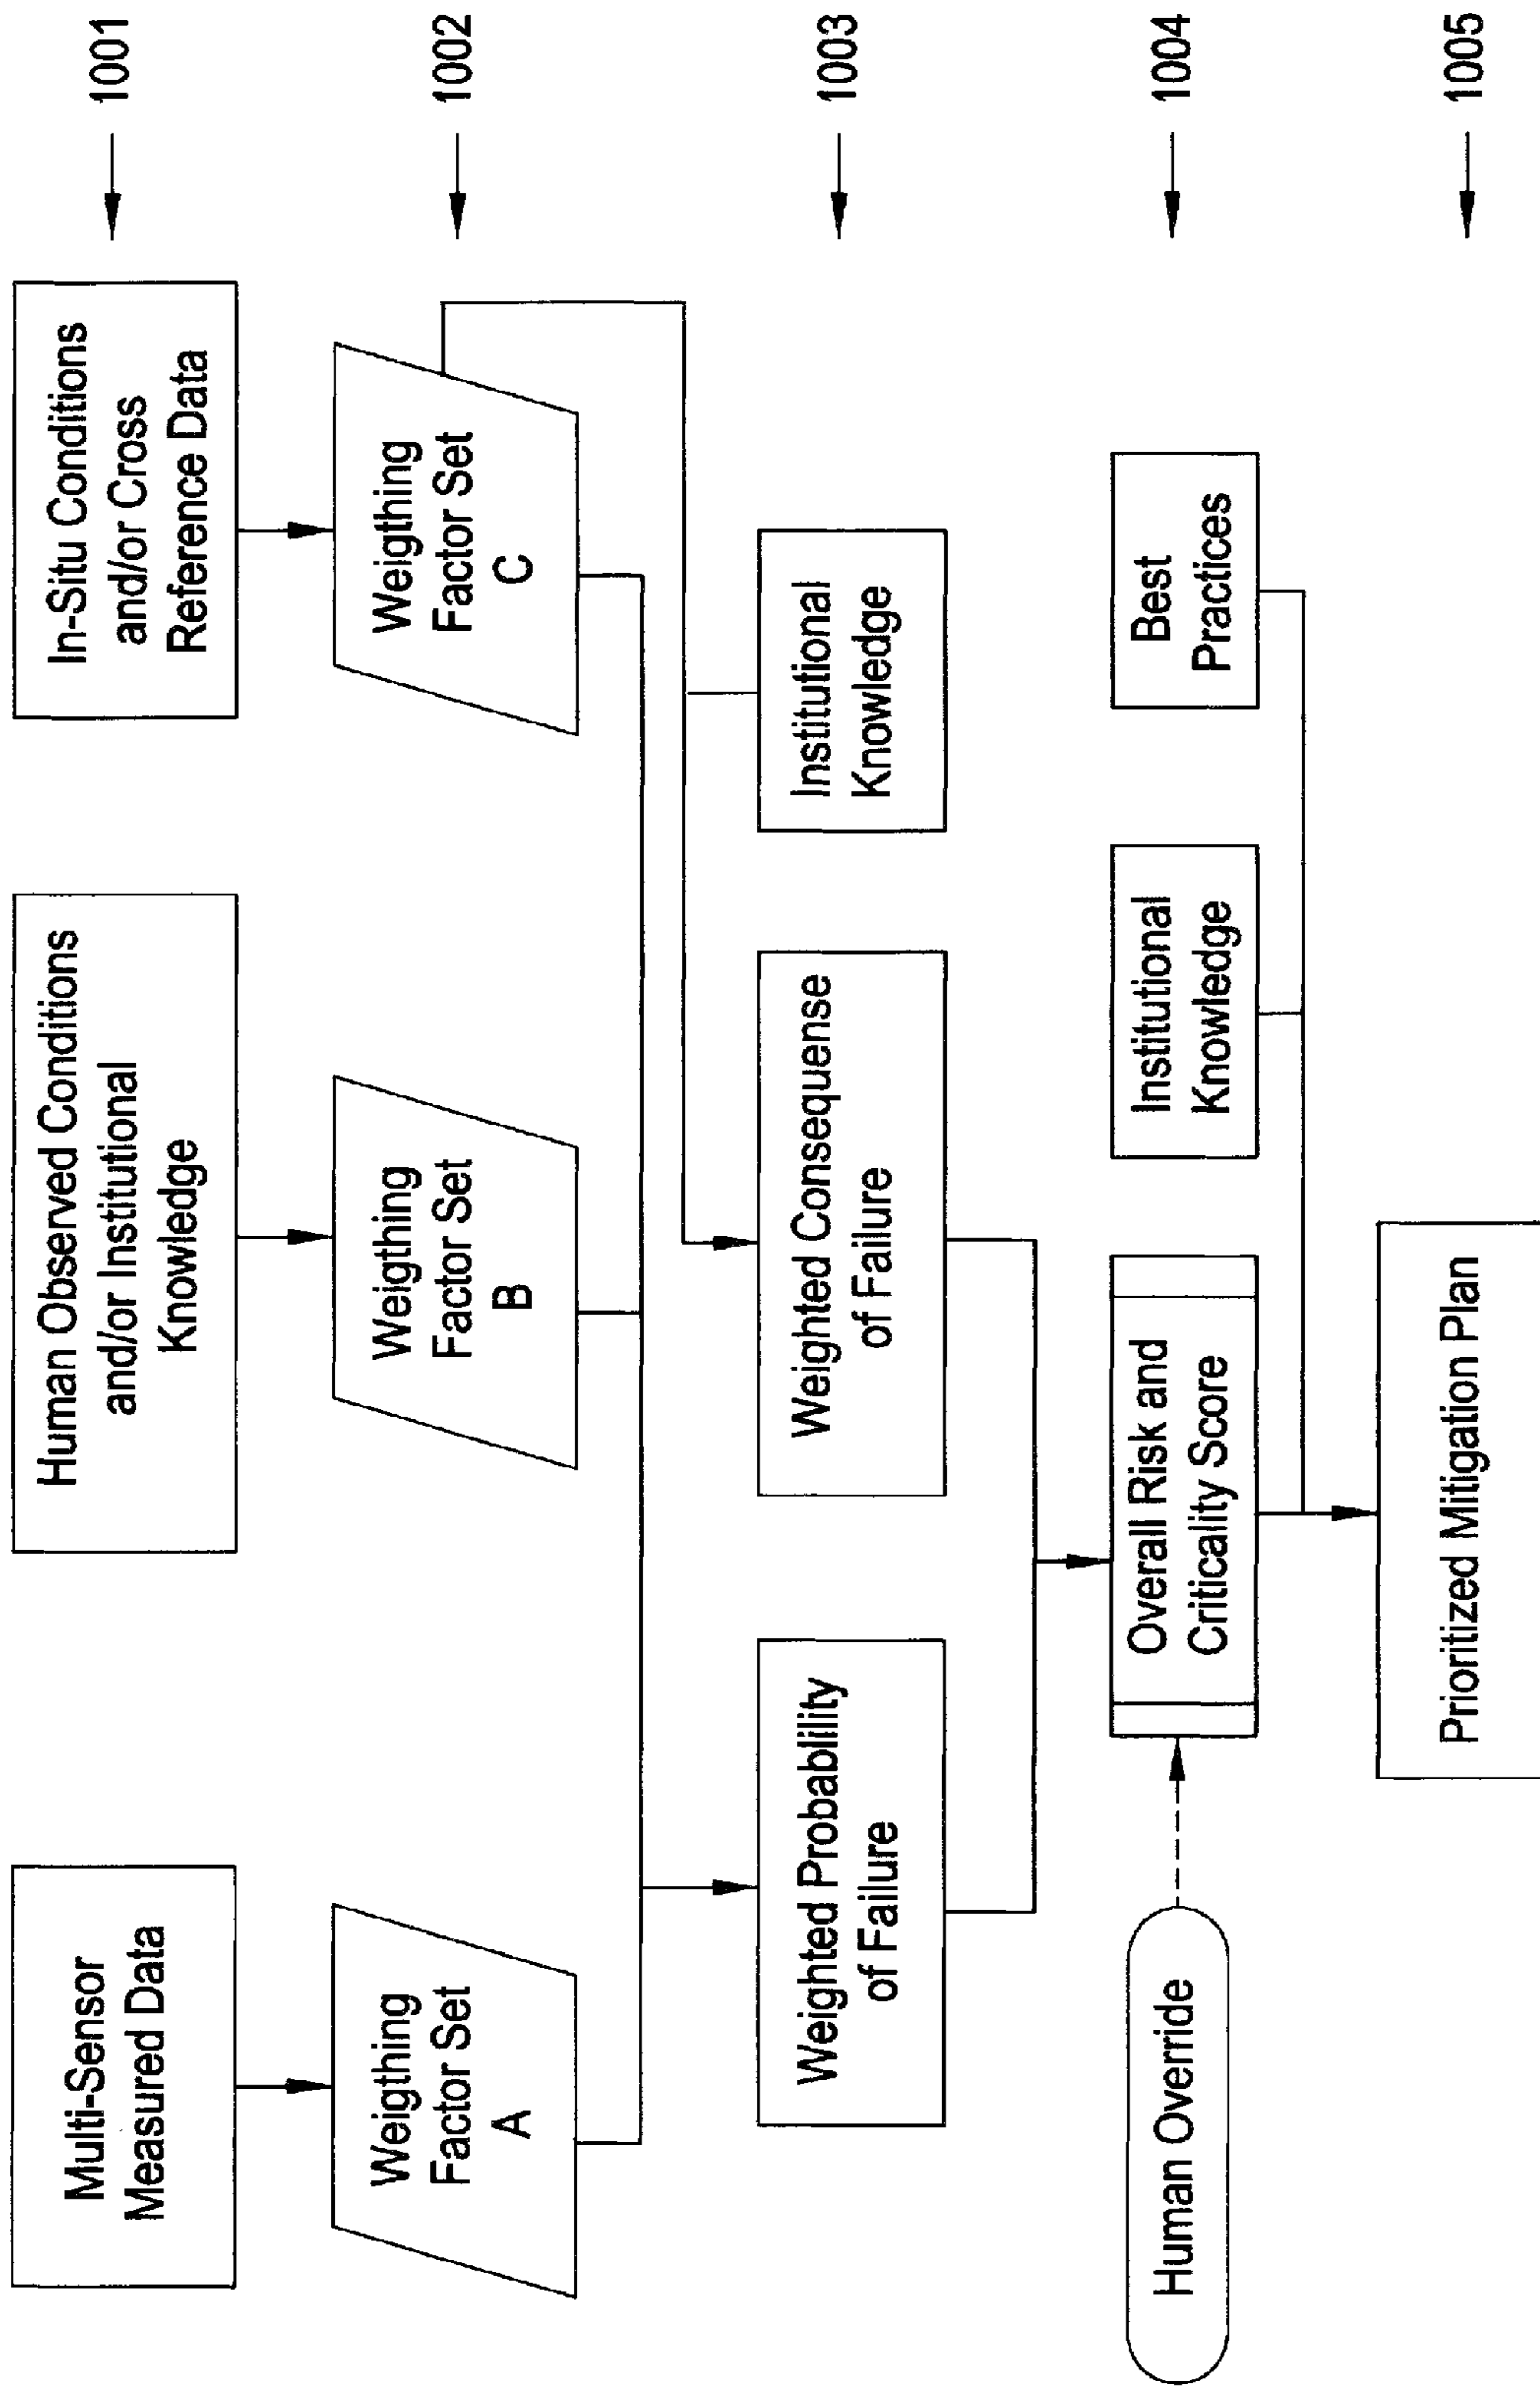 Multi-Sensor
Measured Data
Human Observed Conditions
and/or Institutional
Knowledge
In-Situ Conditions
and/or Cross
Reference Data
1001
Weigthing
Factor Set
A
Weigthing
Factor Set
B
Weigthing
Factor Set
C
1002
Weighted Probablility
of Failure
Weighted Consequense
of Failure
Institutional
Knowledge
1003
Human Override
Overall Risk and
Criticality Score
Institutional
Knowledge
Best
Practices
1004
Prioritized Mitigation Plan
1005